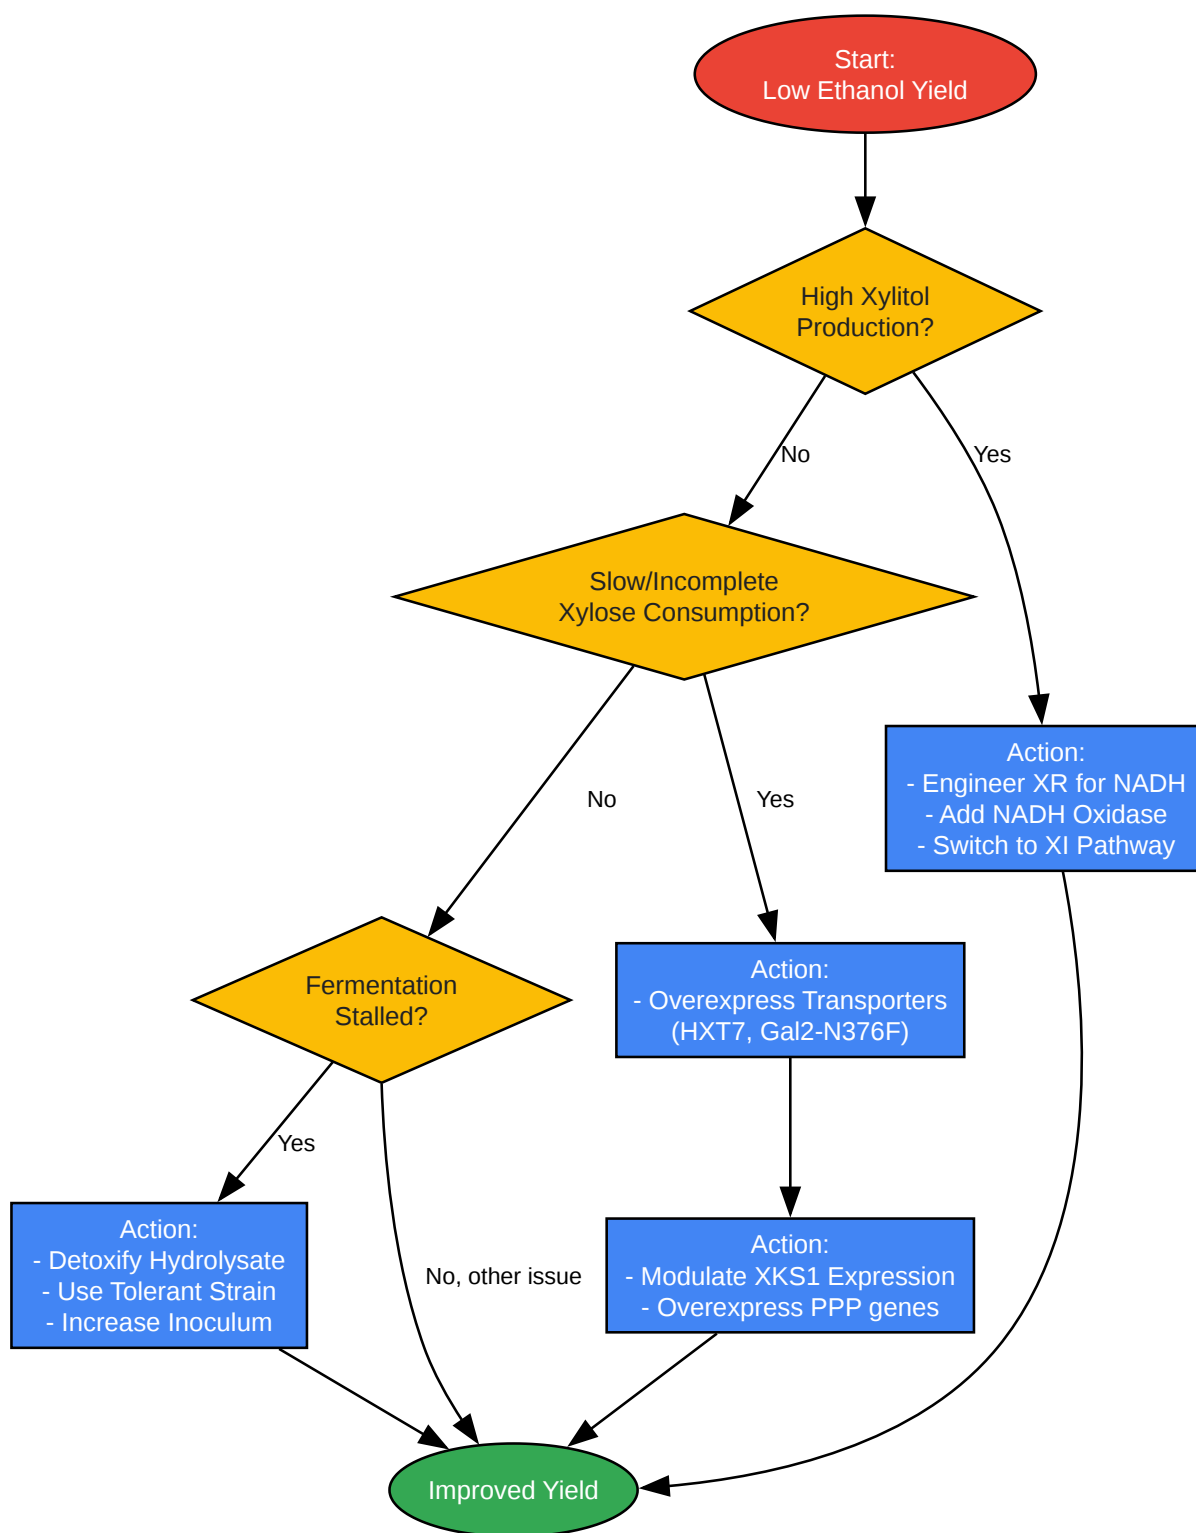 Start:
Low Ethanol Yield
High Xylitol
Production?
No
Yes
Slow/Incomplete
Xylose Consumption?
No
Yes
Action:
- Engineer XR for NADH
- Add NADH Oxidase
- Switch to XI Pathway
Fermentation
Stalled?
Action:
- Overexpress Transporters
(HXT7, Gal2-N376F)
Yes
No, other issue
Action:
- Detoxify Hydrolysate
- Use Tolerant Strain
- Increase Inoculum
Action:
- Modulate XKS1 Expression
- Overexpress PPP genes
Improved Yield